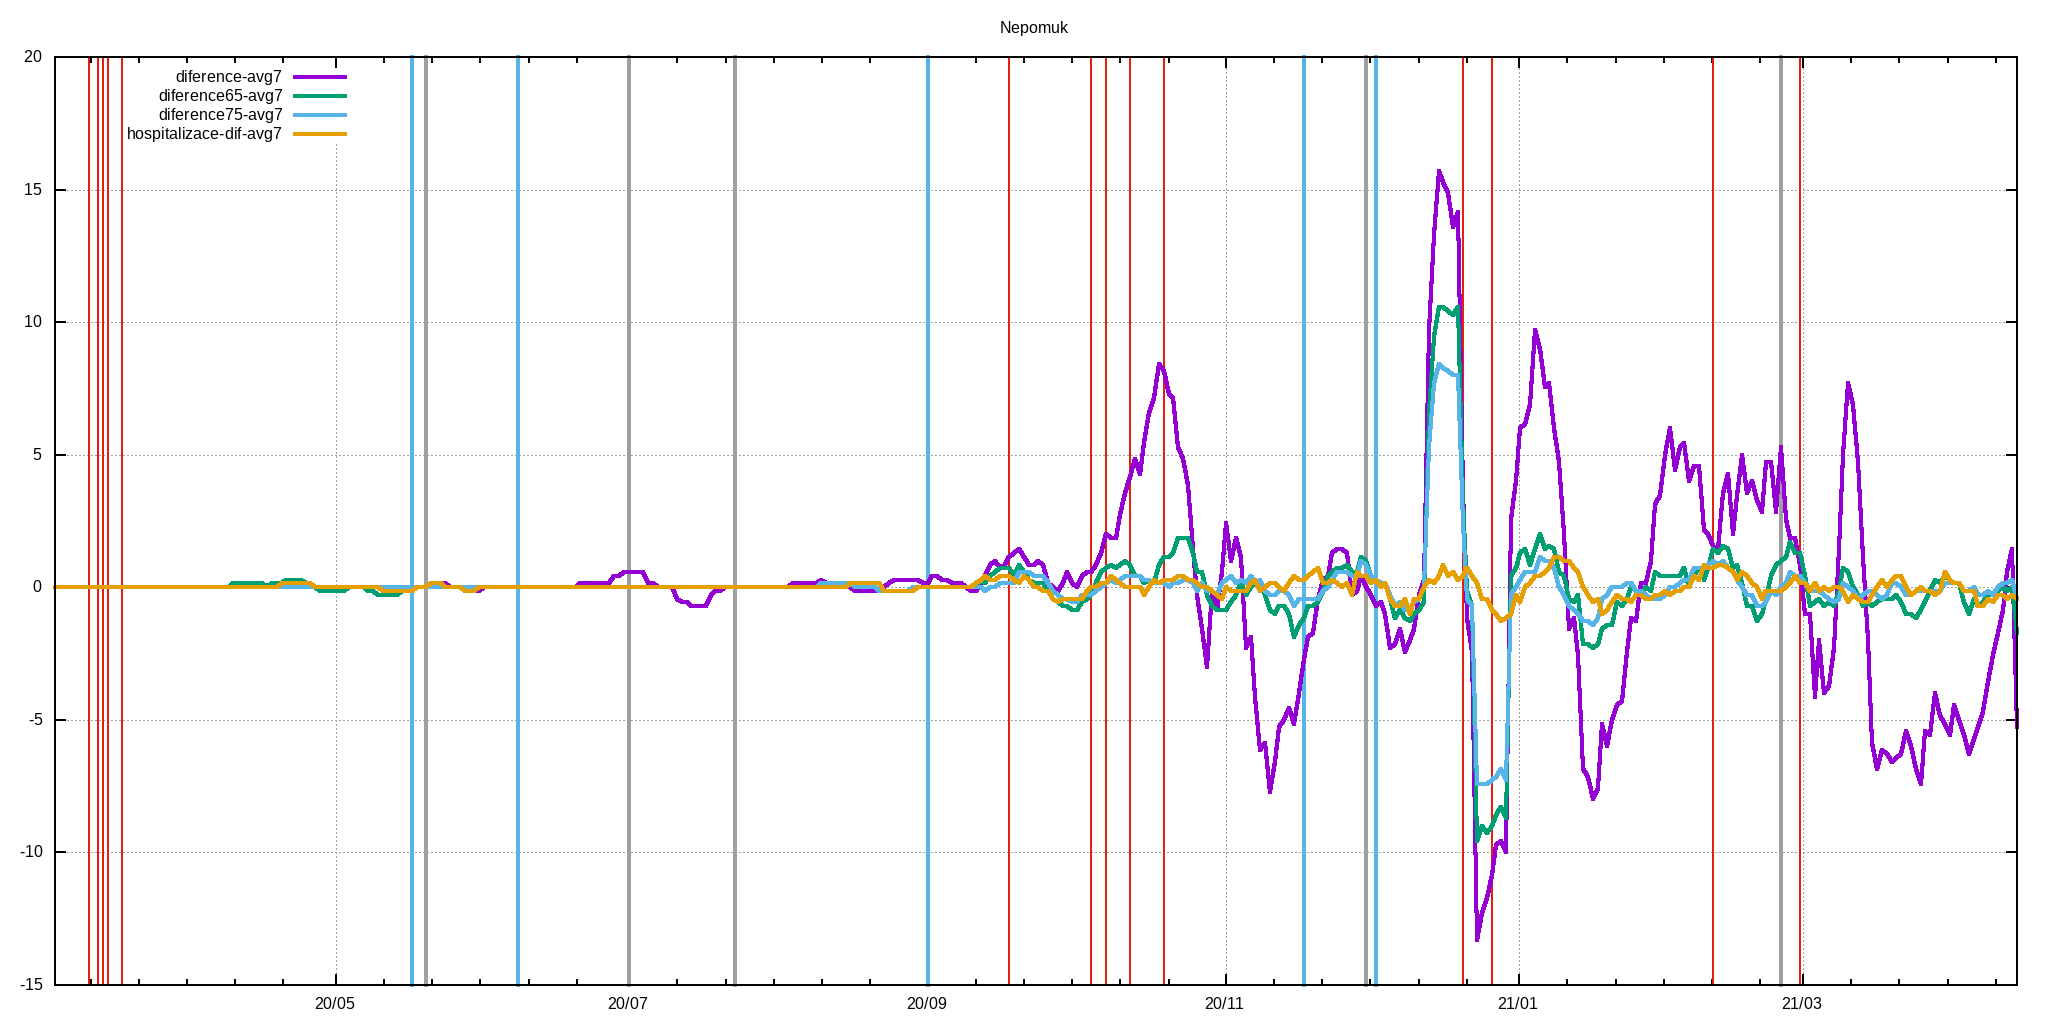 Nepomuk
20
15
10
5
0
-5
-10
-15
diference-avg7
diference65-avg7
diference75-avg7
hospitalizace-dif-avg7
20/05 20/07 20/09 20/11 21/01 21/03